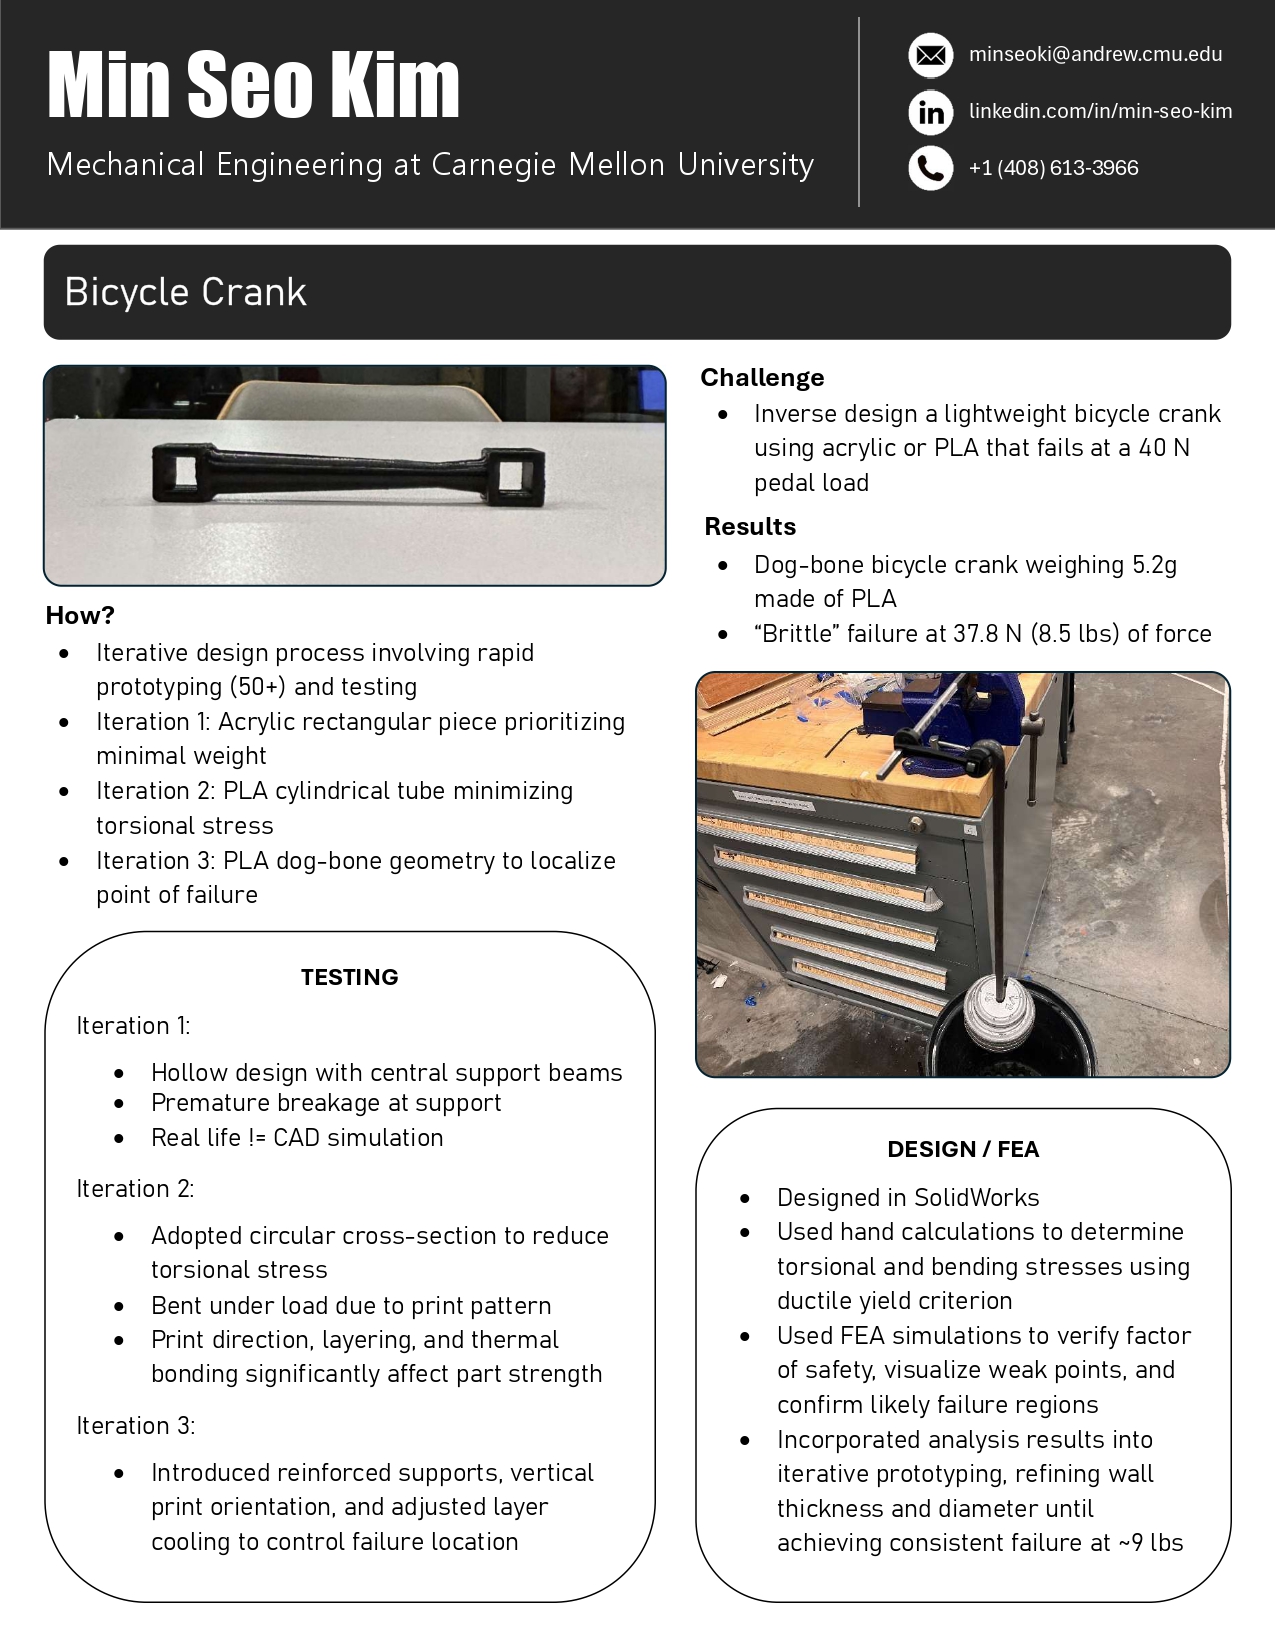 Min Seo Kim
Mechanical Engineering at Carnegie Mellon University
minseoki@andrew.cmu.edu
linkedin.com/in/min-seo-kim
+1 (408) 613-3966
Bicycle Crank
How?
• Iterative design process involving rapid
prototyping (50+) and testing
• Iteration 1: Acrylic rectangular piece prioritizing
minimal weight
• Iteration 2: PLA cylindrical tube minimizing
torsional stress
• Iteration 3: PLA dog-bone geometry to localize
point of failure
TESTING
Iteration 1:
• Hollow design with central support beams
• Premature breakage at support
• Real life != CAD simulation
Iteration 2:
• Adopted circular cross-section to reduce
torsional stress
• Bent under load due to print pattern
• Print direction, layering, and thermal
bonding significantly affect part strength
Iteration 3:
• Introduced reinforced supports, vertical
print orientation, and adjusted layer
cooling to control failure location
Challenge
• Inverse design a lightweight bicycle crank
using acrylic or PLA that fails at a 40 N
pedal load
Results
• Dog-bone bicycle crank weighing 5.2g
made of PLA
• “Brittle” failure at 37.8 N (8.5 lbs) of force
DESIGN / FEA
• Designed in SolidWorks
• Used hand calculations to determine
torsional and bending stresses using
ductile yield criterion
• Used FEA simulations to verify factor
of safety, visualize weak points, and
confirm likely failure regions
• Incorporated analysis results into
iterative prototyping, refining wall
thickness and diameter until
achieving consistent failure at ~9 lbs